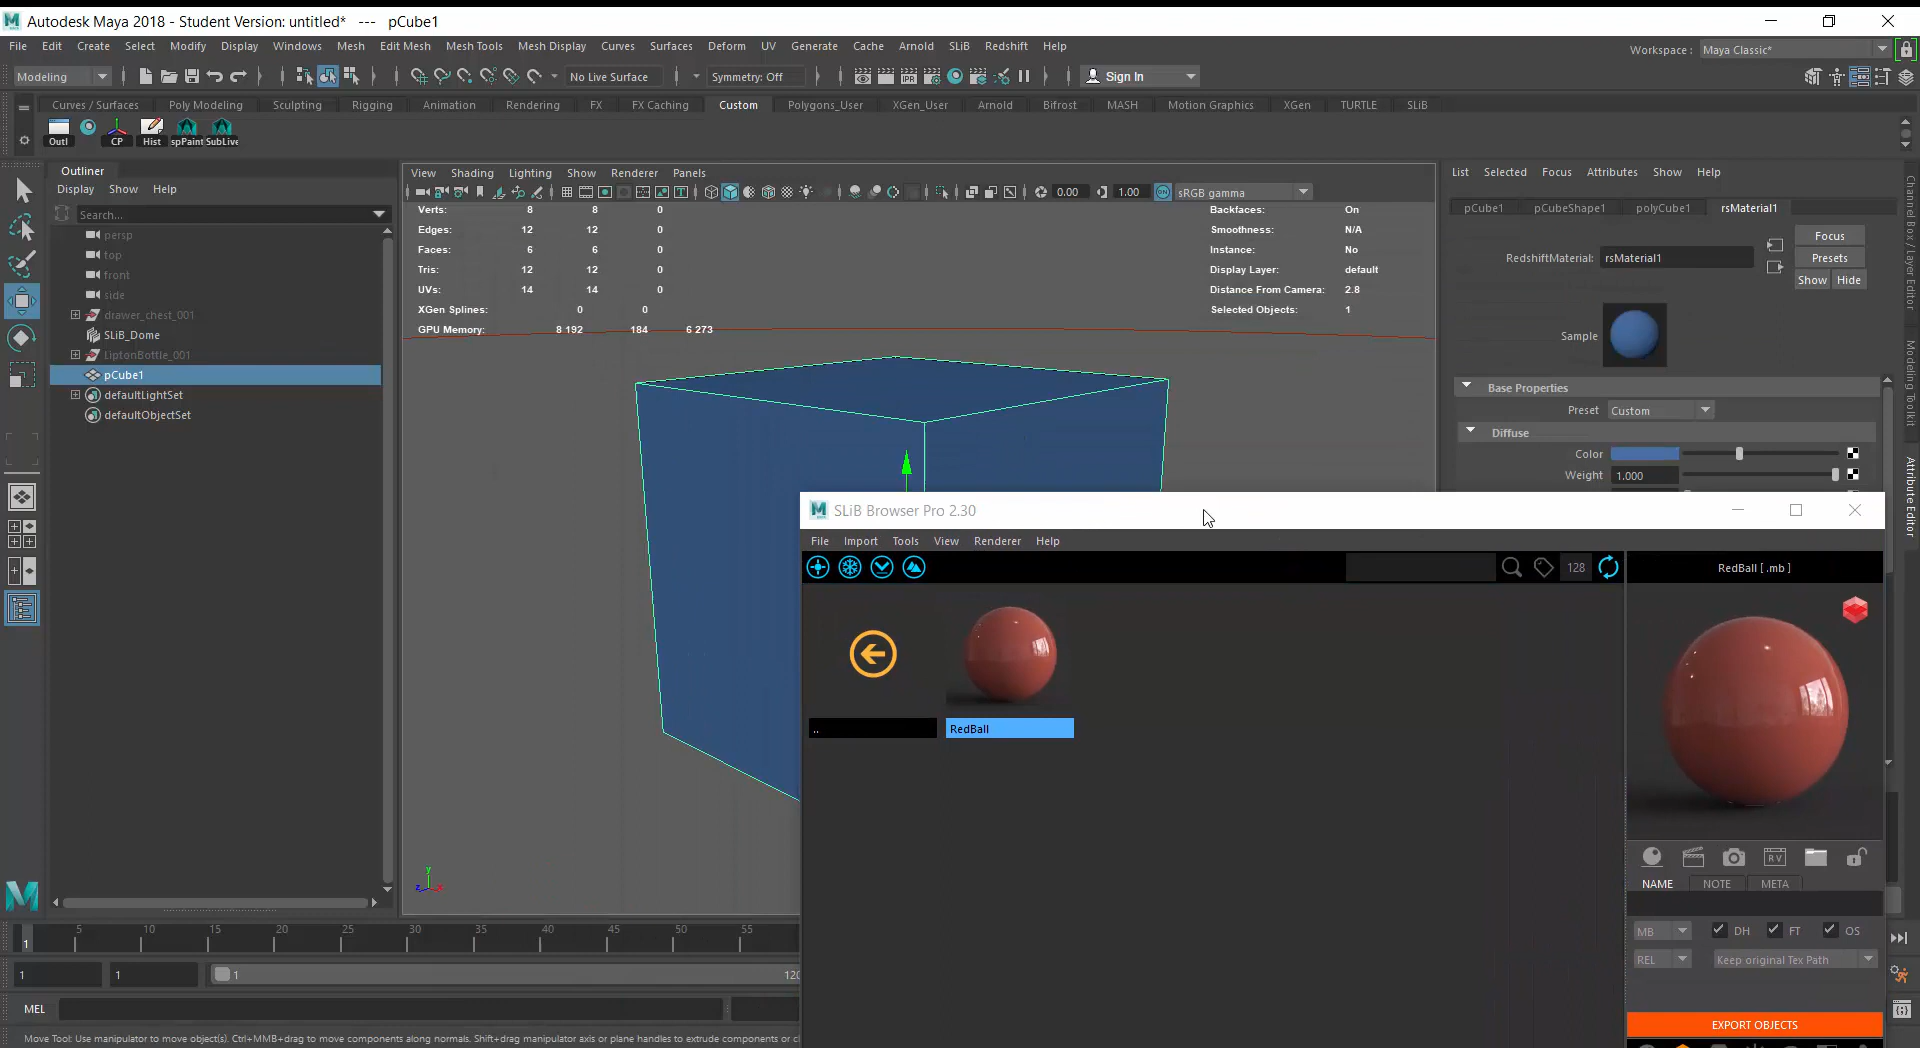 Autodesk Maya 2018 - Student Version: untitled* --- pCube1
File Edit Create Select Modify Display Windows Mesh Edit Mesh Mesh Tools Mesh Display Curves Surfaces Deform UV Generate Cache Arnold SLiB Redshift Help
Workspace : Maya Classic*
Modeling No Live Surface Symmetry: Off Sign In
Curves / Surfaces Poly Modeling Sculpting Rigging Animation Rendering FX FX Caching Custom Polygons_User XGen_User Arnold Bifrost MASH Motion Graphics XGen TURTLE SLiB
Outl CP Hist spPaint SubLive
Outliner
Display Show Help
Search...
persp
top
front
side
drawer_chest_001
SLiB_Dome
LiptonBottle_001
pCube1
defaultLightSet
defaultObjectSet
View Shading Lighting Show Renderer Panels
0.00 1.00 ON sRGB gamma
Verts: 8 8 0
Edges: 12 12 0
Faces: 6 6 0
Tris: 12 12 0
UVs: 14 14 0
XGen Splines: 0 0
GPU Memory: 8 192 184 6 273
Backfaces: On
Smoothness: N/A
Instance: No
Display Layer: default
Distance From Camera: 2.8
Selected Objects: 1
y
z x
List Selected Focus Attributes Show Help
pCube1 pCubeShape1 polyCube1 rsMaterial1
RedshiftMaterial: rsMaterial1
Focus
Presets
Show Hide
Sample
Base Properties
Preset Custom
Diffuse
Color
Weight 1.000
Channel Box / Layer Editor
Modeling Toolkit
Attribute Editor
SLiB Browser Pro 2.30
File Import Tools View Renderer Help
128
RedBall [ .mb ]
..
RedBall
RV
NAME NOTE META
MB DH FT OS
REL Keep original Tex Path
EXPORT OBJECTS
1 5 10 15 20 25 30 35 40 45 50 55
1 1 1 120
MEL
Move Tool: Use manipulator to move object(s). Ctrl+MMB+drag to move components along normals. Shift+drag manipulator axis or plane handles to extrude components or